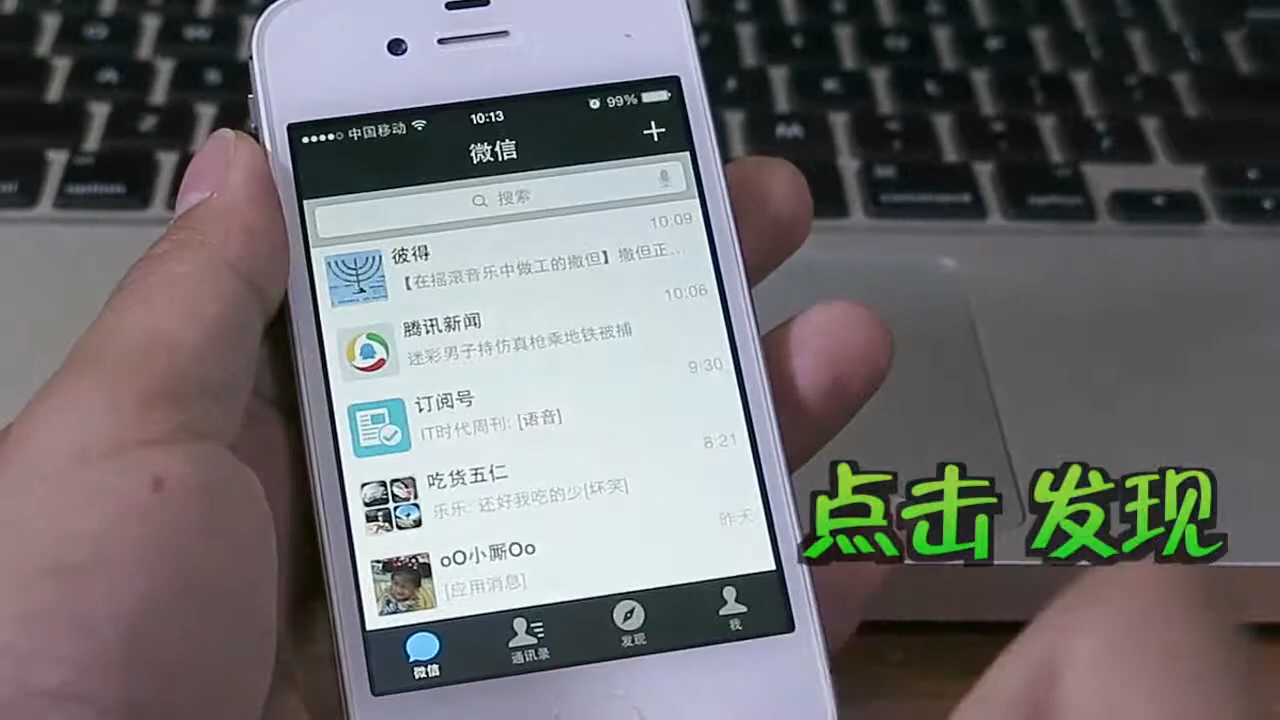 中国移动 10:13 99%
微信
搜索
彼得 10:09
【在摇滚音乐中做工的撒但】撒但正...
腾讯新闻 10:06
迷彩男子持仿真枪乘地铁被捕
订阅号 9:30
IT时代周刊: [语音]
吃货五仁 8:21
乐乐: 还好我吃的少[坏笑]
oO小厮Oo 昨天
[应用消息]
微信 通讯录 发现 我
点击 发现
option